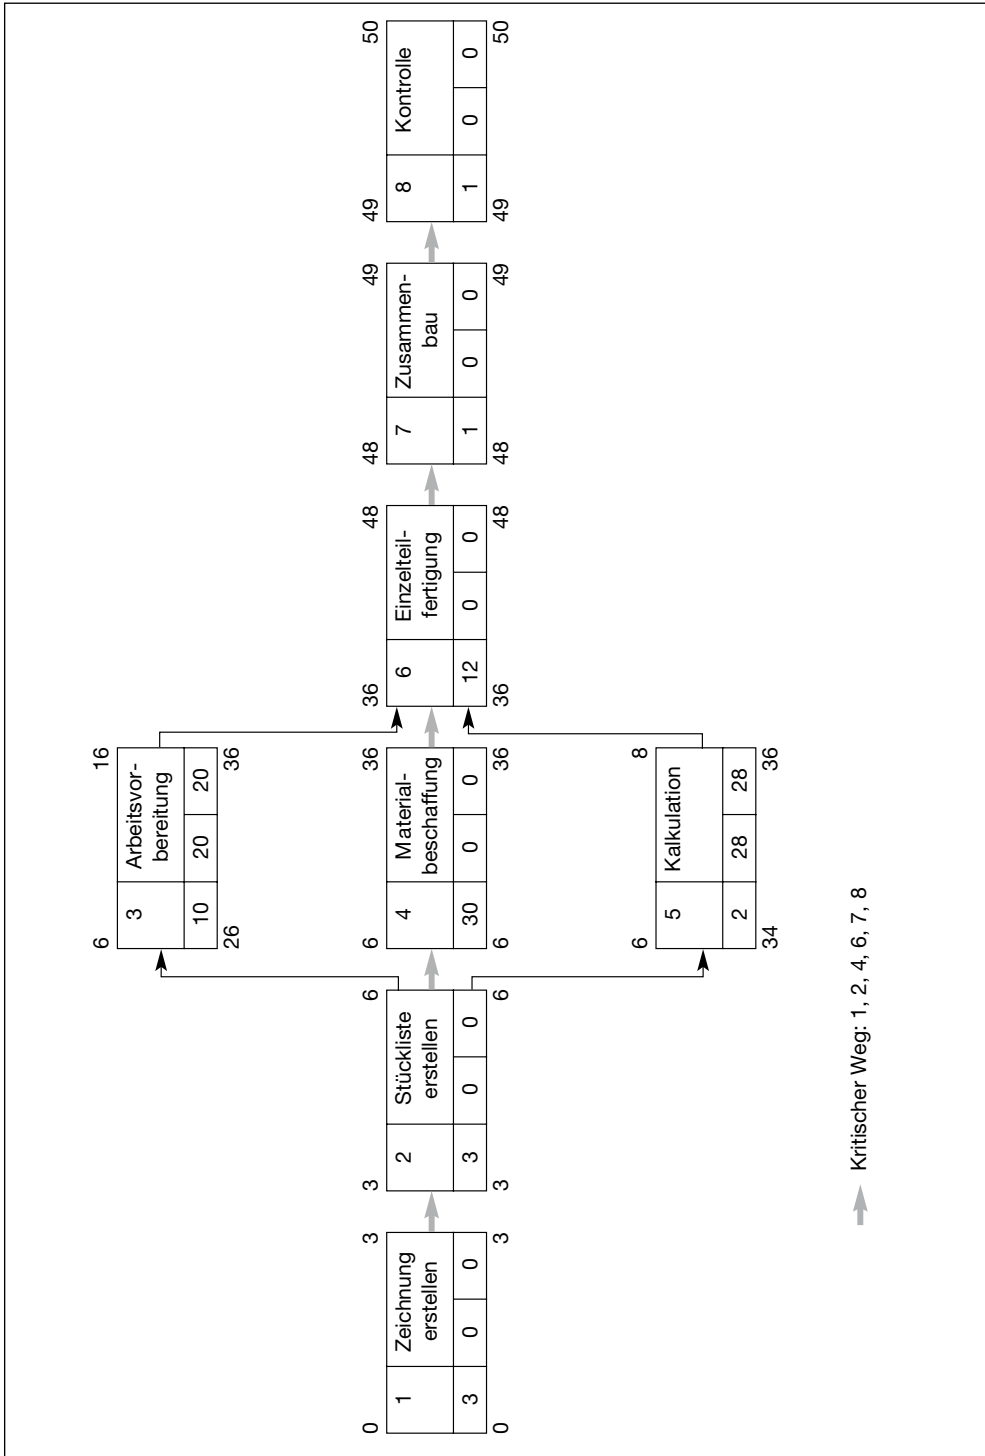 0 3
1 Zeichnung
erstellen
3 0 0
0 3
3 6
2 Stückliste
erstellen
3 0 0
3 6
6 16
3 Arbeitsvor-
bereitung
10 20 20
26 36
6 36
4 Material-
beschaffung
30 0 0
6 36
6 8
5 Kalkulation
2 28 28
34 36
36 48
6 Einzelteil-
fertigung
12 0 0
36 48
48 49
7 Zusammen-
bau
1 0 0
48 49
49 50
8 Kontrolle
1 0 0
49 50
Kritischer Weg: 1, 2, 4, 6, 7, 8